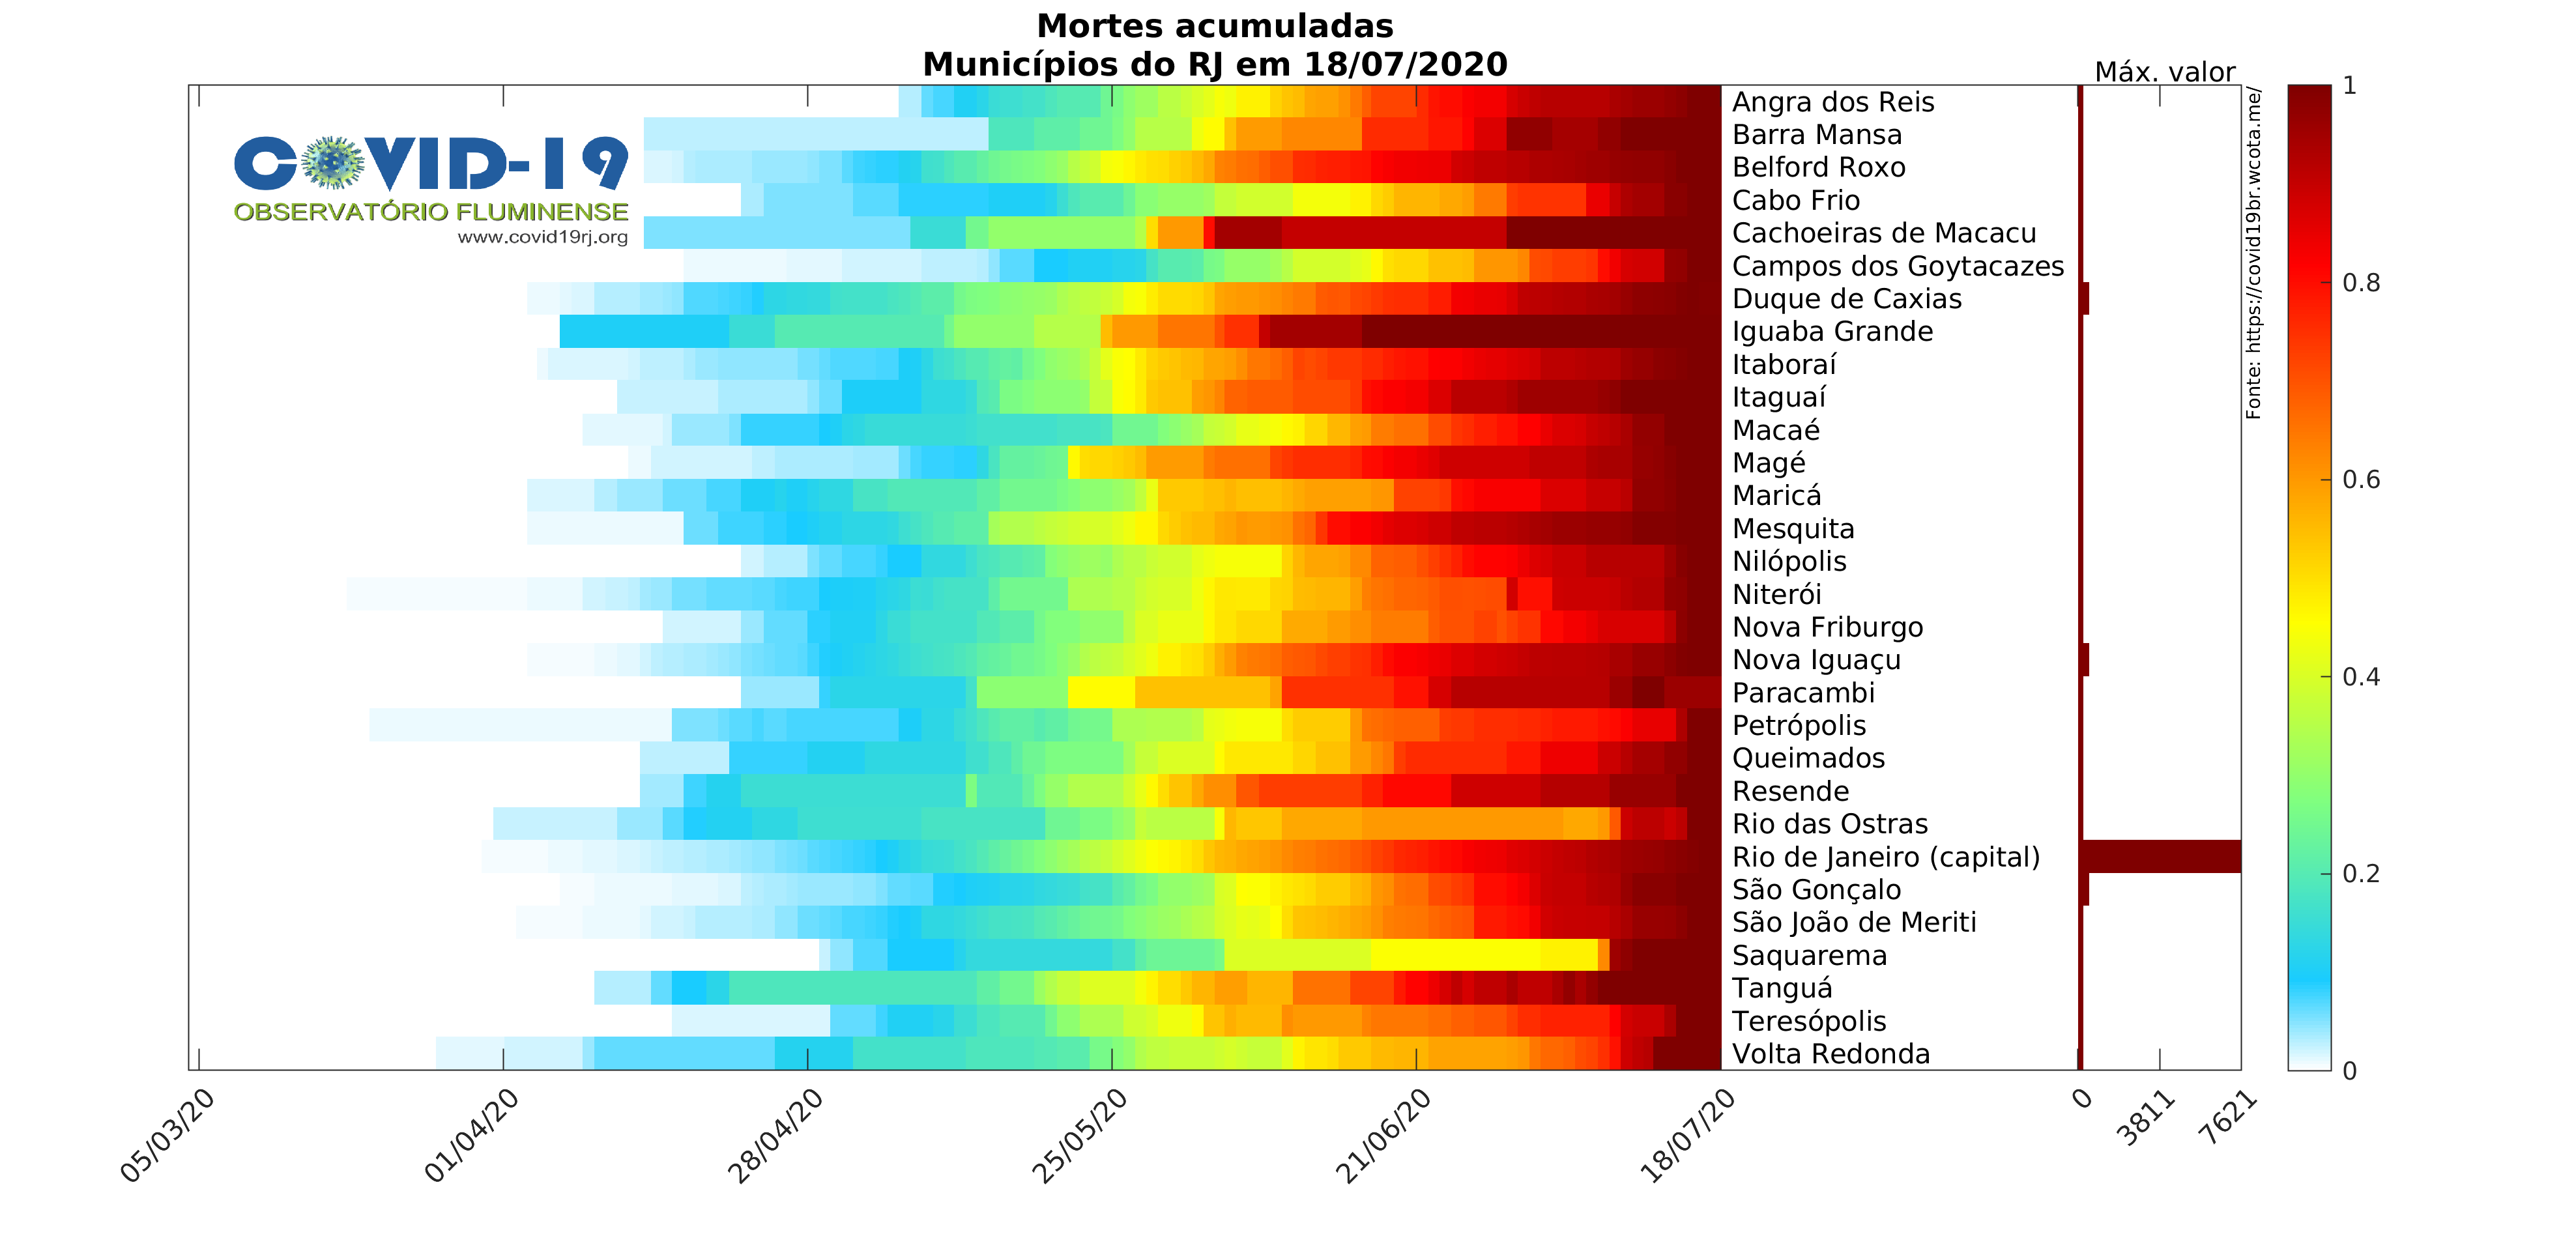 Mortes acumuladas
Municípios do RJ em 18/07/2020
Máx. valor
COVID-19
OBSERVATÓRIO FLUMINENSE
www.covid19rj.org
Angra dos Reis
Barra Mansa
Belford Roxo
Cabo Frio
Cachoeiras de Macacu
Campos dos Goytacazes
Duque de Caxias
Iguaba Grande
Itaboraí
Itaguaí
Macaé
Magé
Maricá
Mesquita
Nilópolis
Niterói
Nova Friburgo
Nova Iguaçu
Paracambi
Petrópolis
Queimados
Resende
Rio das Ostras
Rio de Janeiro (capital)
São Gonçalo
São João de Meriti
Saquarema
Tanguá
Teresópolis
Volta Redonda
Fonte: https://covid19br.wcota.me/
1
0.8
0.6
0.4
0.2
0
05/03/20
01/04/20
28/04/20
25/05/20
21/06/20
18/07/20
0
3811
7621